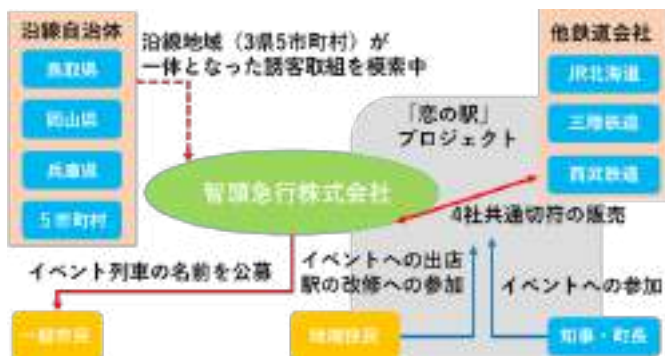 沿線自治体
鳥取県
岡山県
兵庫県
5市町村
沿線地域（3県5市町村）が
一体となった誘客取組を模索中
他鉄道会社
JR北海道
三陸鉄道
西武鉄道
「恋の駅」
プロジェクト
智頭急行株式会社
4社共通切符の販売
イベント列車の名前を公募
イベントへの出店
駅の改修への参加
イベントへの参加
地域住民
知事・町長